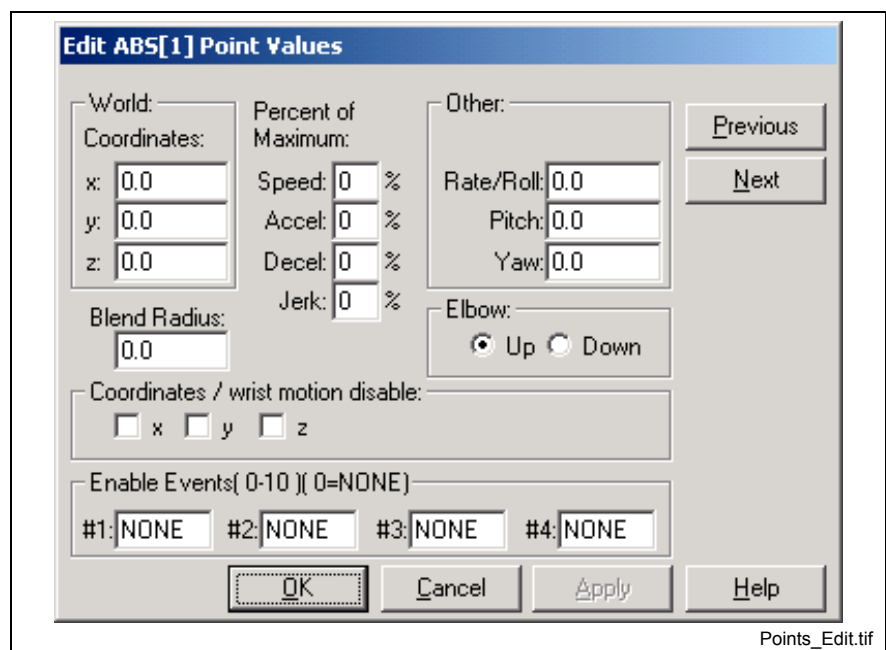 Edit ABS[1] Point Values
World:
Coordinates:
x: 0.0
y: 0.0
z: 0.0
Blend Radius:
0.0
Percent of
Maximum:
Speed: 0 %
Accel: 0 %
Decel: 0 %
Jerk: 0 %
Other:
Rate/Roll: 0.0
Pitch: 0.0
Yaw: 0.0
Elbow:
Up Down
Previous
Next
Coordinates / wrist motion disable:
x y z
Enable Events( 0-10 )( 0=NONE)
#1: NONE #2: NONE #3: NONE #4: NONE
OK Cancel Apply Help
Points_Edit.tif